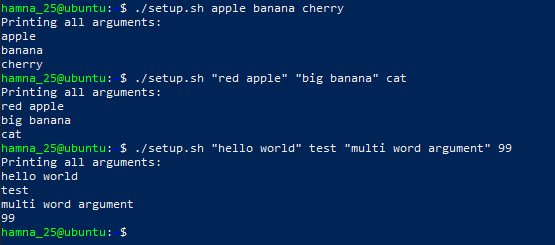 hamna_25@ubuntu:~$ ./setup.sh apple banana cherry
Printing all arguments:
apple
banana
cherry
hamna_25@ubuntu:~$ ./setup.sh "red apple" "big banana" cat
Printing all arguments:
red apple
big banana
cat
hamna_25@ubuntu:~$ ./setup.sh "hello world" test "multi word argument" 99
Printing all arguments:
hello world
test
multi word argument
99
hamna_25@ubuntu:~$